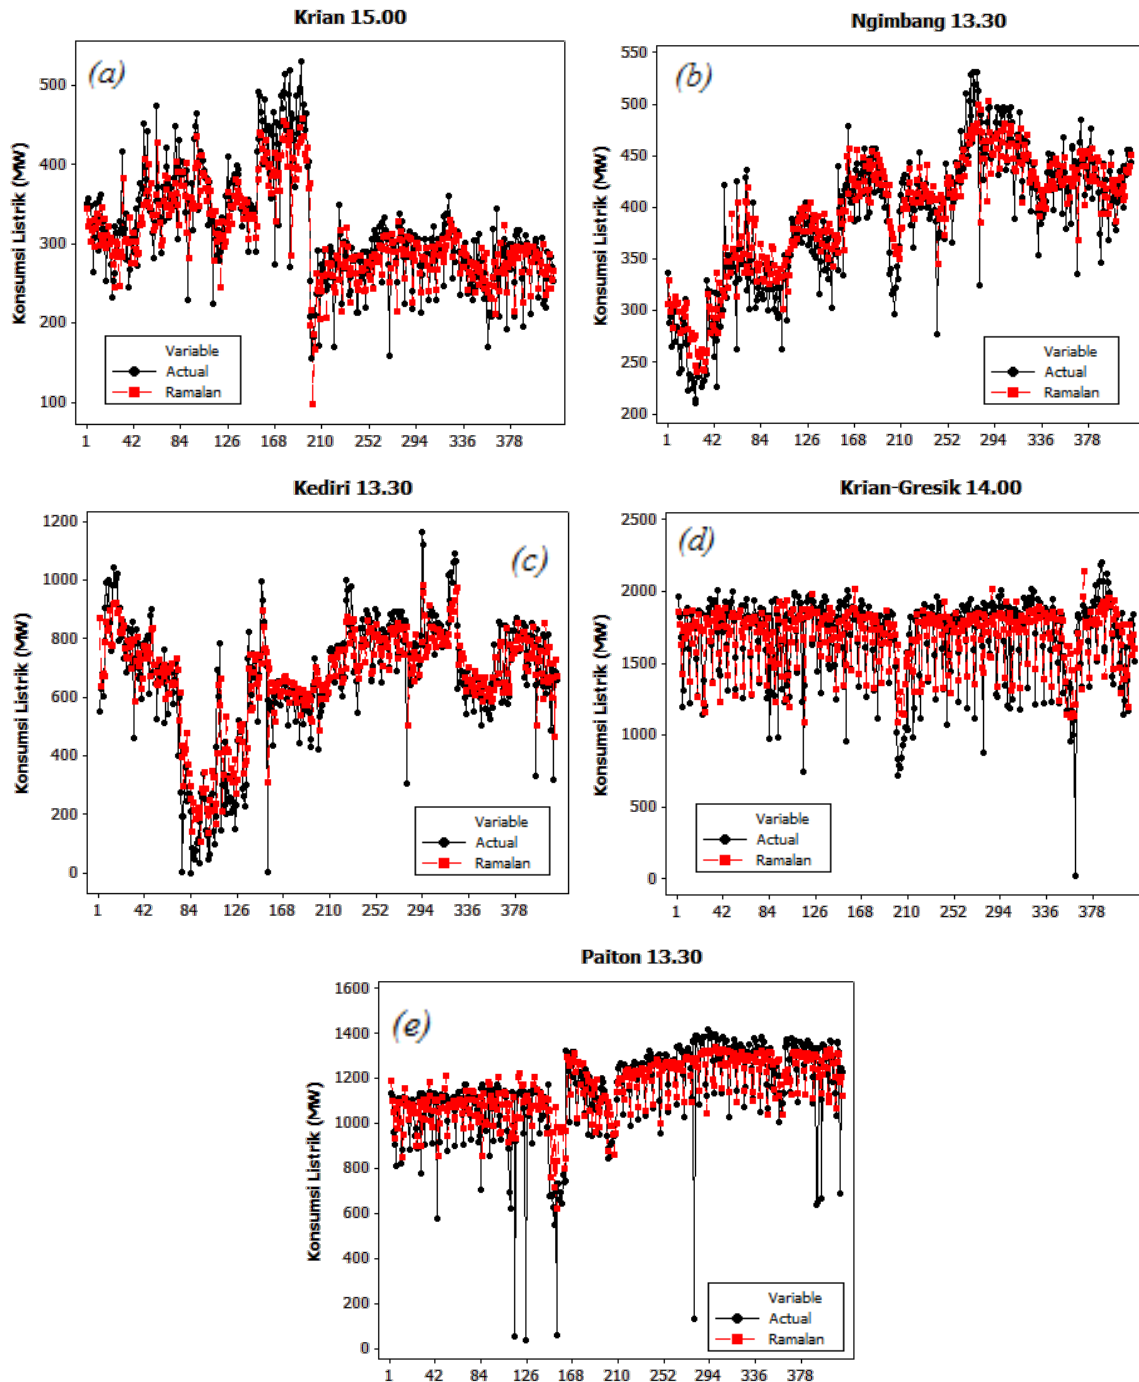 Krian 15.00
(a)
Konsumsi Listrik (MW)
500
400
300
200
100
1 42 84 126 168 210 252 294 336 378
Variable
Actual
Ramalan
Ngimbang 13.30
(b)
Konsumsi Listrik (MW)
550
500
450
400
350
300
250
200
1 42 84 126 168 210 252 294 336 378
Variable
Actual
Ramalan
Kediri 13.30
(c)
Konsumsi Listrik (MW)
1200
1000
800
600
400
200
0
1 42 84 126 168 210 252 294 336 378
Variable
Actual
Ramalan
Krian-Gresik 14.00
(d)
Konsumsi Listrik (MW)
2500
2000
1500
1000
500
0
1 42 84 126 168 210 252 294 336 378
Variable
Actual
Ramalan
Paiton 13.30
(e)
Konsumsi Listrik (MW)
1600
1400
1200
1000
800
600
400
200
0
1 42 84 126 168 210 252 294 336 378
Variable
Actual
Ramalan